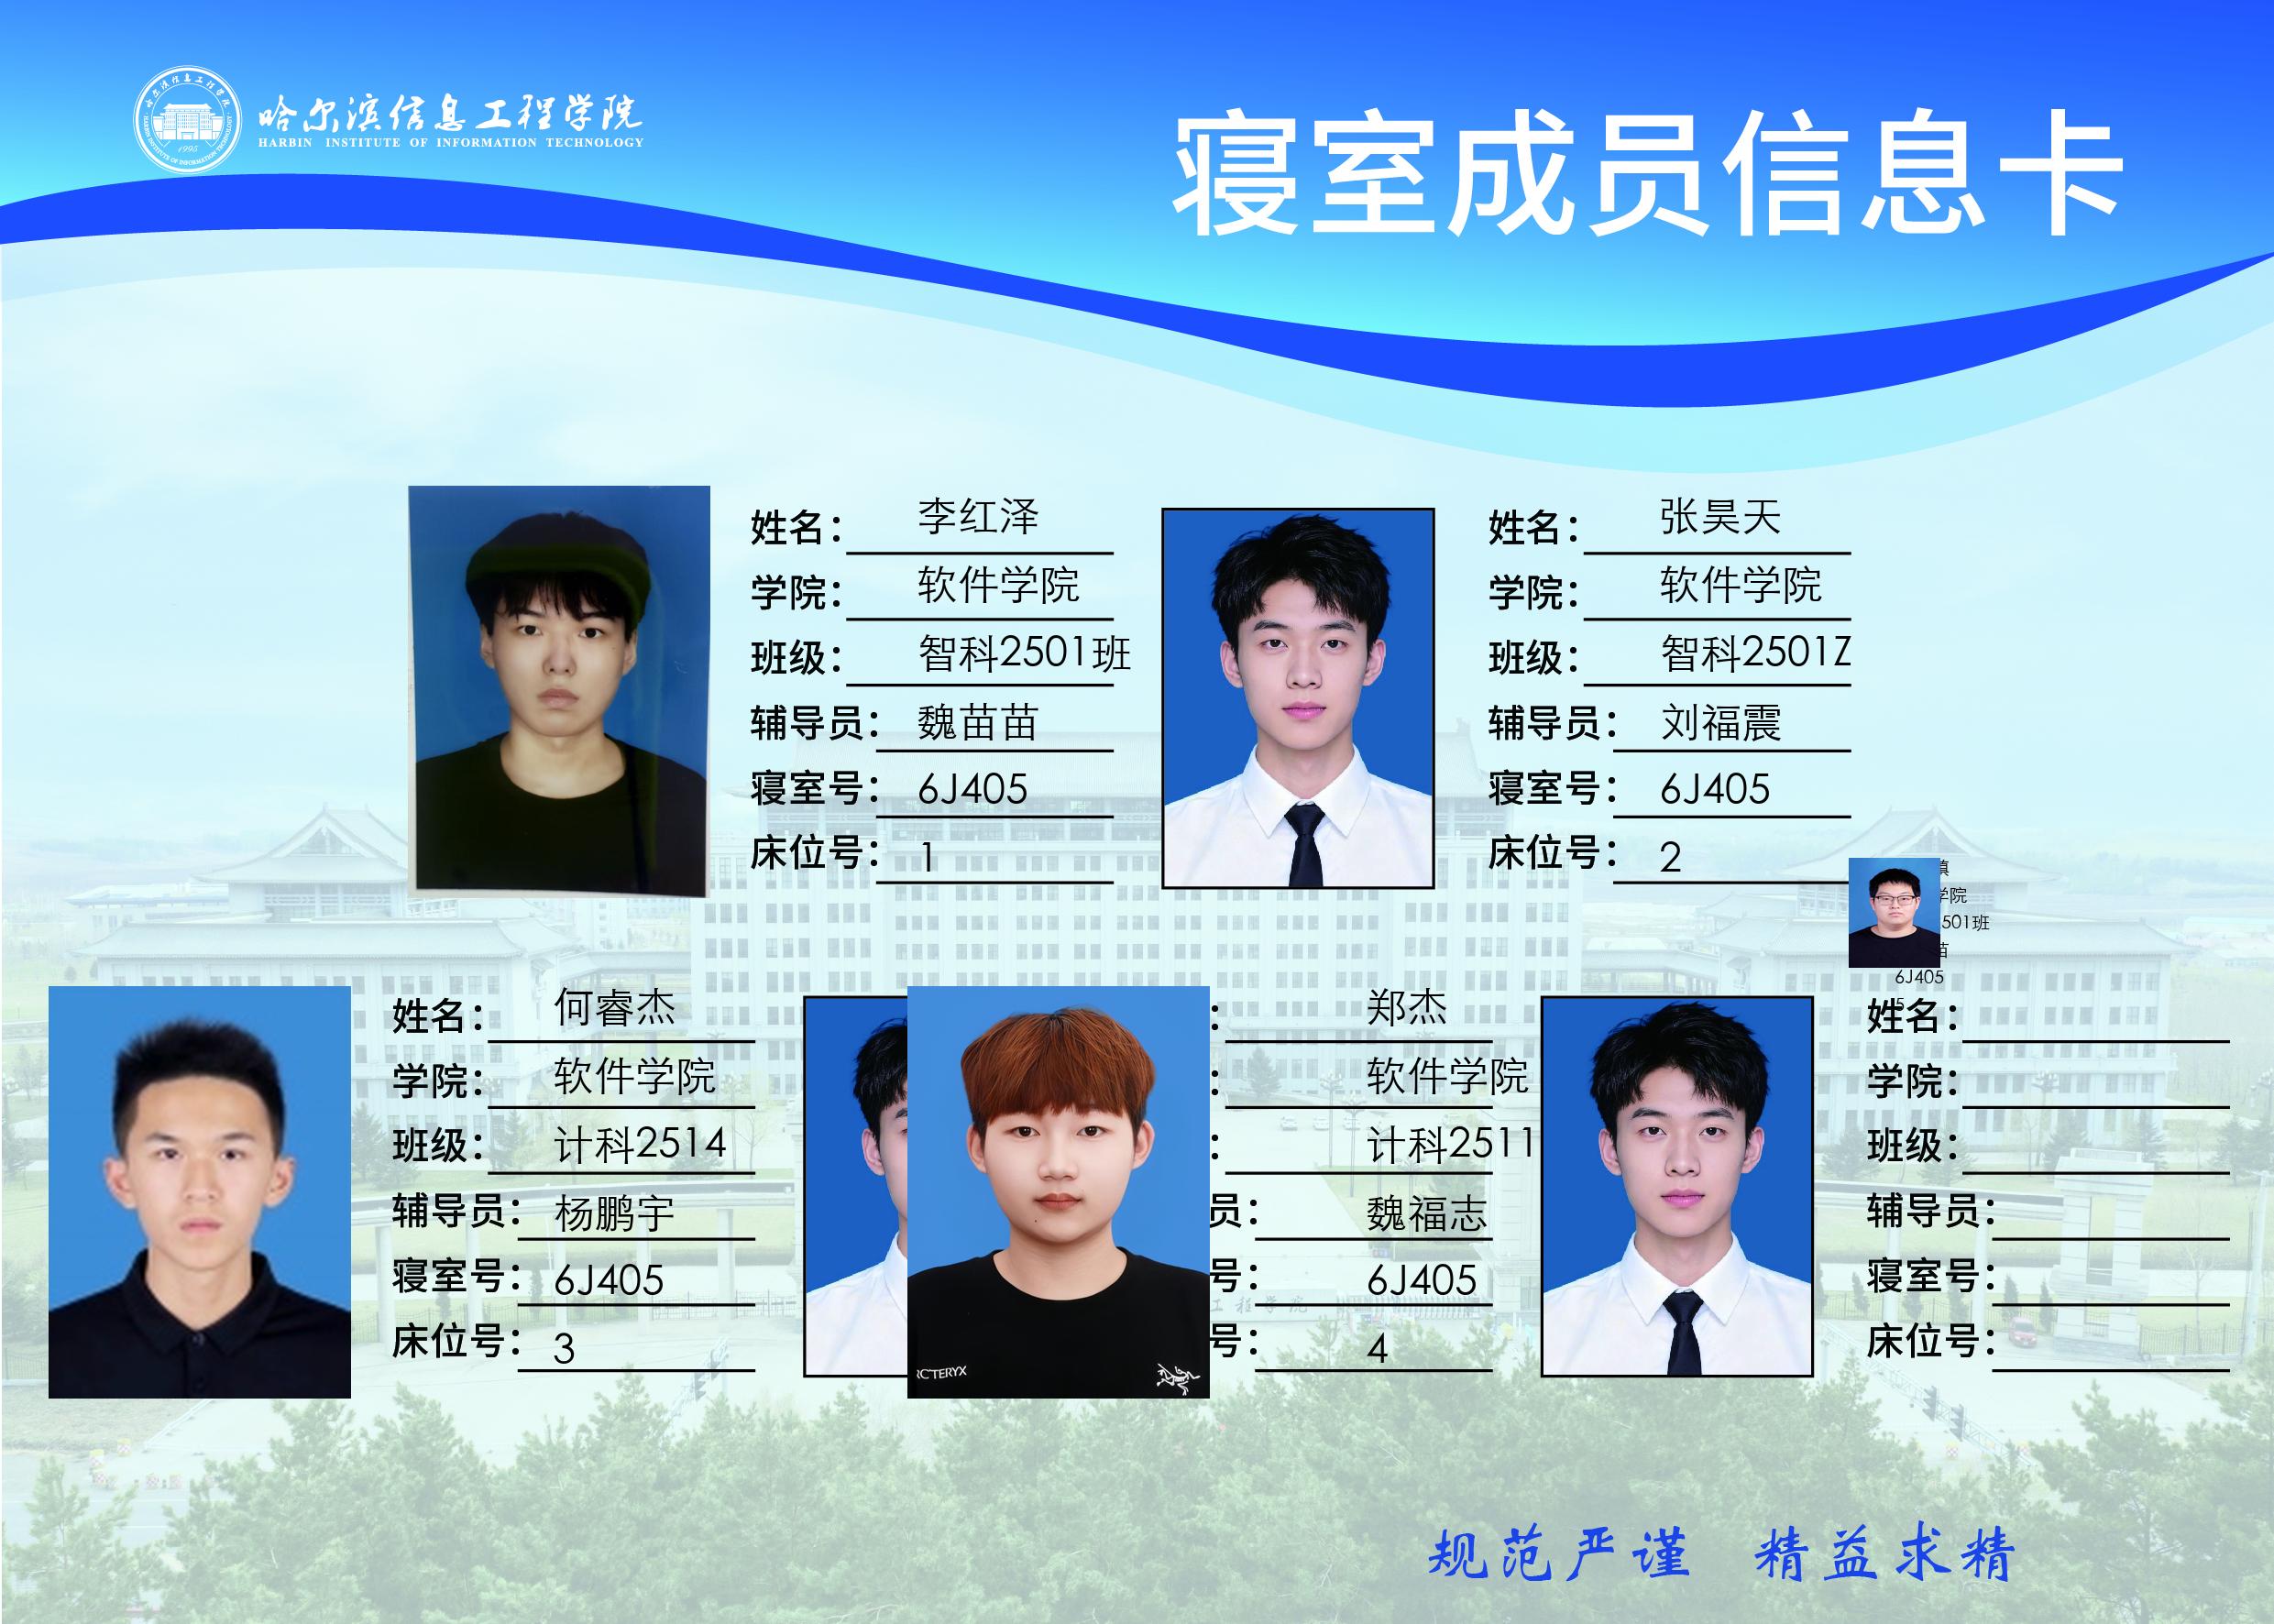 哈尔滨信息工程学院
HARBIN INSTITUTE OF INFORMATION TECHNOLOGY
1995
寝室成员信息卡
姓名： 李红泽
学院： 软件学院
班级： 智科2501班
辅导员： 魏苗苗
寝室号： 6J405
床位号： 1
姓名： 张昊天
学院： 软件学院
班级： 智科2501Z
辅导员： 刘福震
寝室号： 6J405
床位号： 2
学院
501班
苗
6J405
5
姓名： 何睿杰
学院： 软件学院
班级： 计科2514
辅导员： 杨鹏宇
寝室号： 6J405
床位号： 3
： 郑杰
： 软件学院
： 计科2511
员： 魏福志
号： 6J405
号： 4
RC'TERYX
姓名：
学院：
班级：
辅导员：
寝室号：
床位号：
规范严谨 精益求精